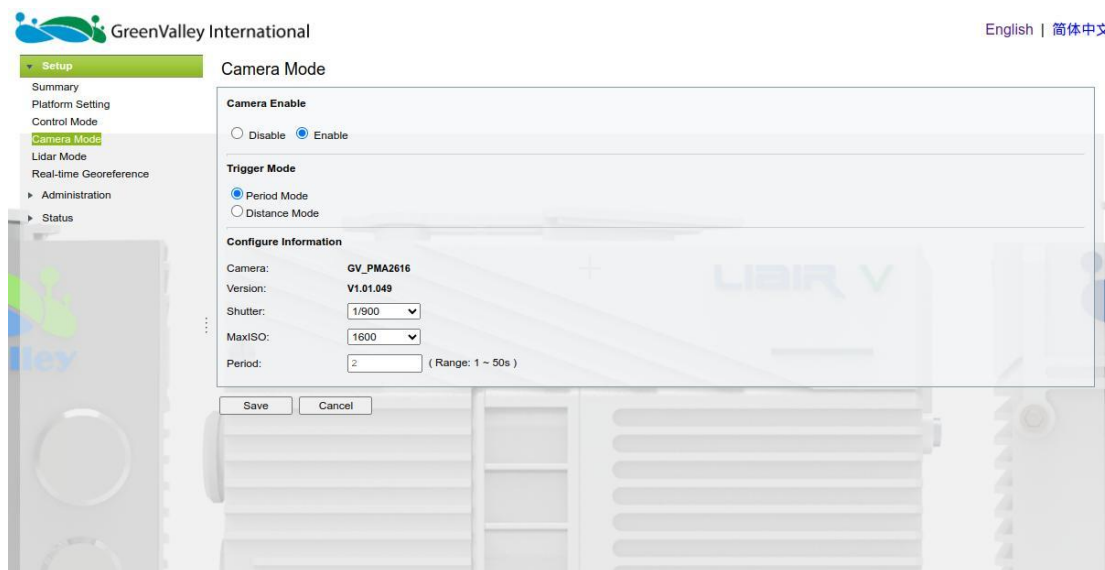 GreenValley International
English | 简体中文
Setup
Summary
Platform Setting
Control Mode
Camera Mode
Lidar Mode
Real-time Georeference
Administration
Status
Camera Mode
Camera Enable
Disable Enable
Trigger Mode
Period Mode
Distance Mode
Configure Information
Camera: GV_PMA2616
Version: V1.01.049
Shutter: 1/900
MaxISO: 1600
Period: 2 ( Range: 1 ~ 50s )
Save Cancel
LIAIR V
lley